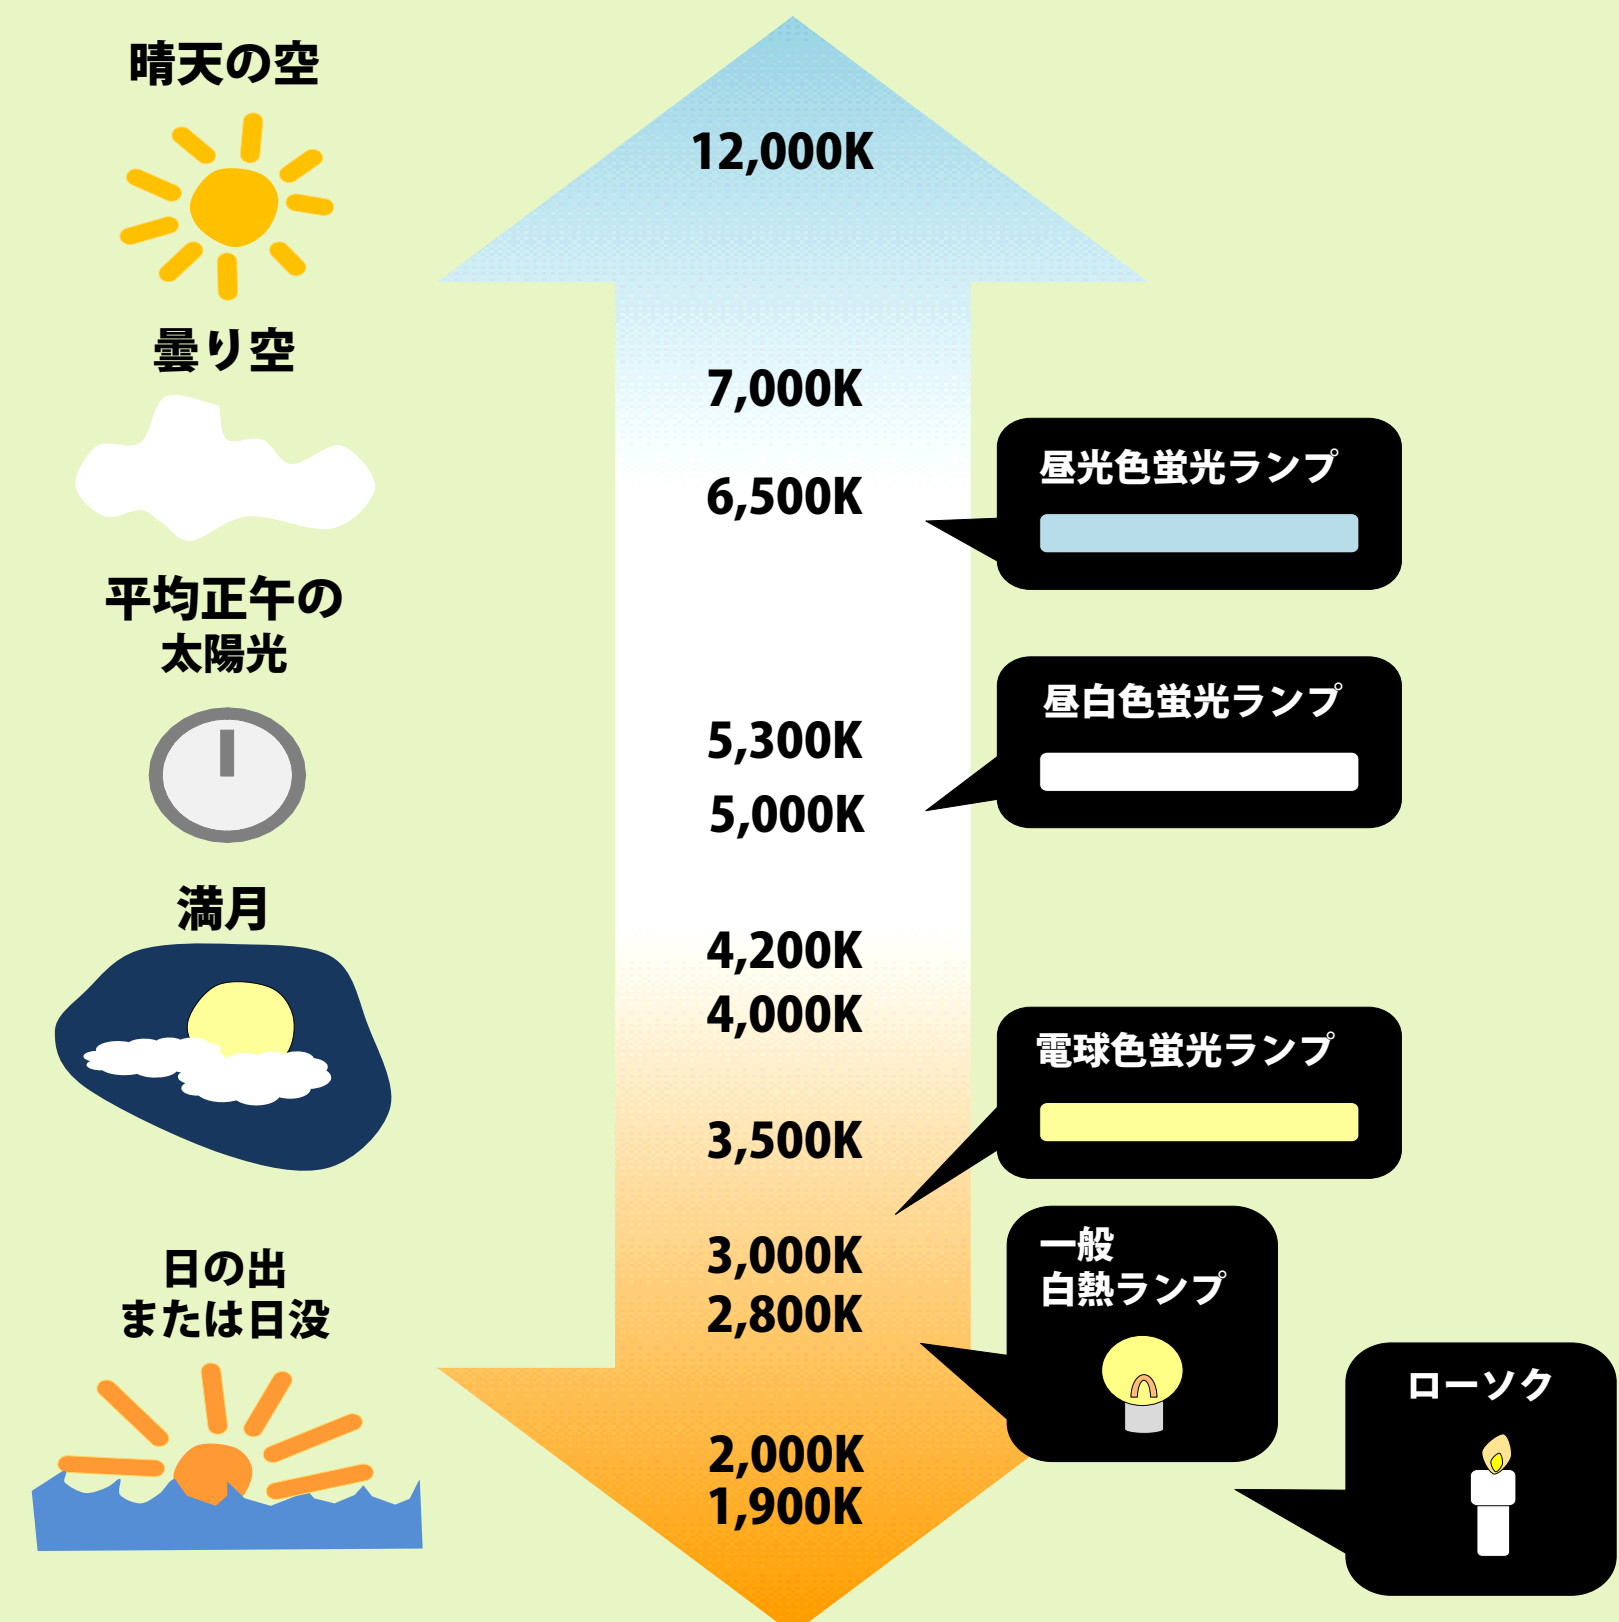 晴天の空
曇り空
平均正午の
太陽光
満月
日の出
または日没
12,000K
7,000K
6,500K
5,300K
5,000K
4,200K
4,000K
3,500K
3,000K
2,800K
2,000K
1,900K
昼光色蛍光ランプ
昼白色蛍光ランプ
電球色蛍光ランプ
一般
白熱ランプ
ローソク